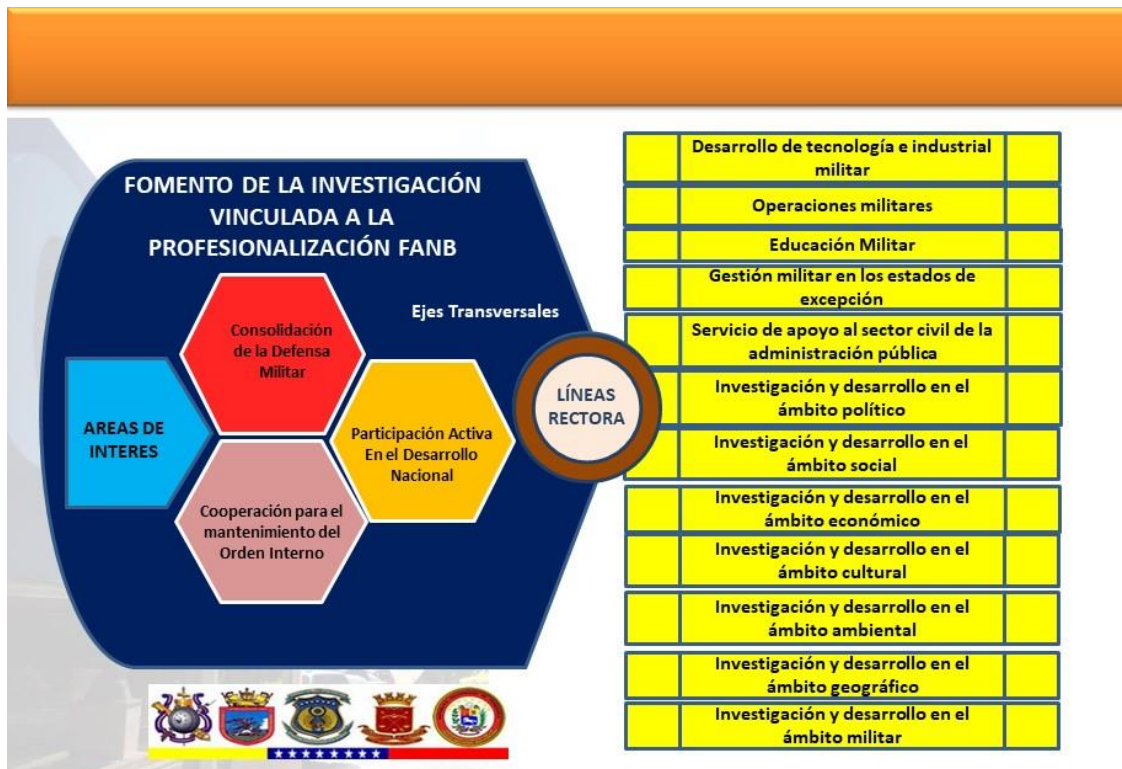 FOMENTO DE LA INVESTIGACIÓN
VINCULADA A LA
PROFESIONALIZACIÓN FANB
Ejes Transversales
AREAS DE
INTERES
Consolidación
de la Defensa
Militar
Participación Activa
En el Desarrollo
Nacional
Cooperación para el
mantenimiento del
Orden Interno
LÍNEAS
RECTORA
Desarrollo de tecnología e industrial
militar
Operaciones militares
Educación Militar
Gestión militar en los estados de
excepción
Servicio de apoyo al sector civil de la
administración pública
Investigación y desarrollo en el
ámbito político
Investigación y desarrollo en el
ámbito social
Investigación y desarrollo en el
ámbito económico
Investigación y desarrollo en el
ámbito cultural
Investigación y desarrollo en el
ámbito ambiental
Investigación y desarrollo en el
ámbito geográfico
Investigación y desarrollo en el
ámbito militar